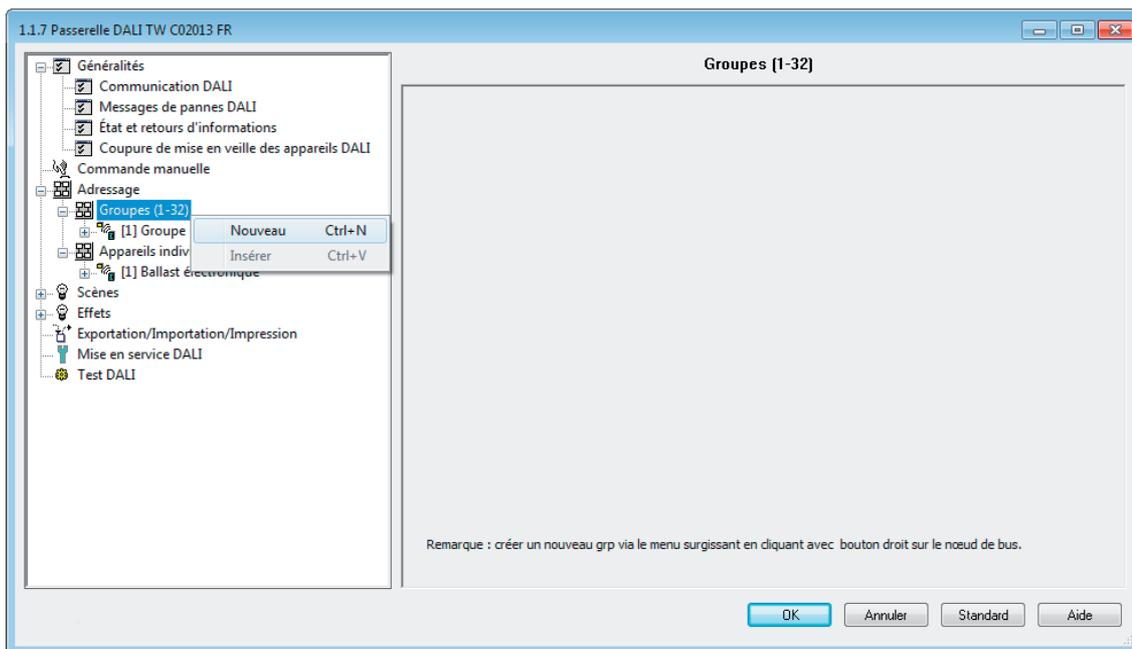 1.1.7 Passerelle DALI TW C02013 FR
Généralités
Communication DALI
Messages de pannes DALI
État et retours d'informations
Coupure de mise en veille des appareils DALI
Commande manuelle
Adressage
Groupes (1-32)
[1] Groupe
Appareils indiv
[1] Ballast électronique
Scènes
Effets
Exportation/Importation/Impression
Mise en service DALI
Test DALI
Nouveau Ctrl+N
Insérer Ctrl+V
Groupes (1-32)
Remarque : créer un nouveau grp via le menu surgissant en cliquant avec bouton droit sur le nœud de bus.
OK Annuler Standard Aide